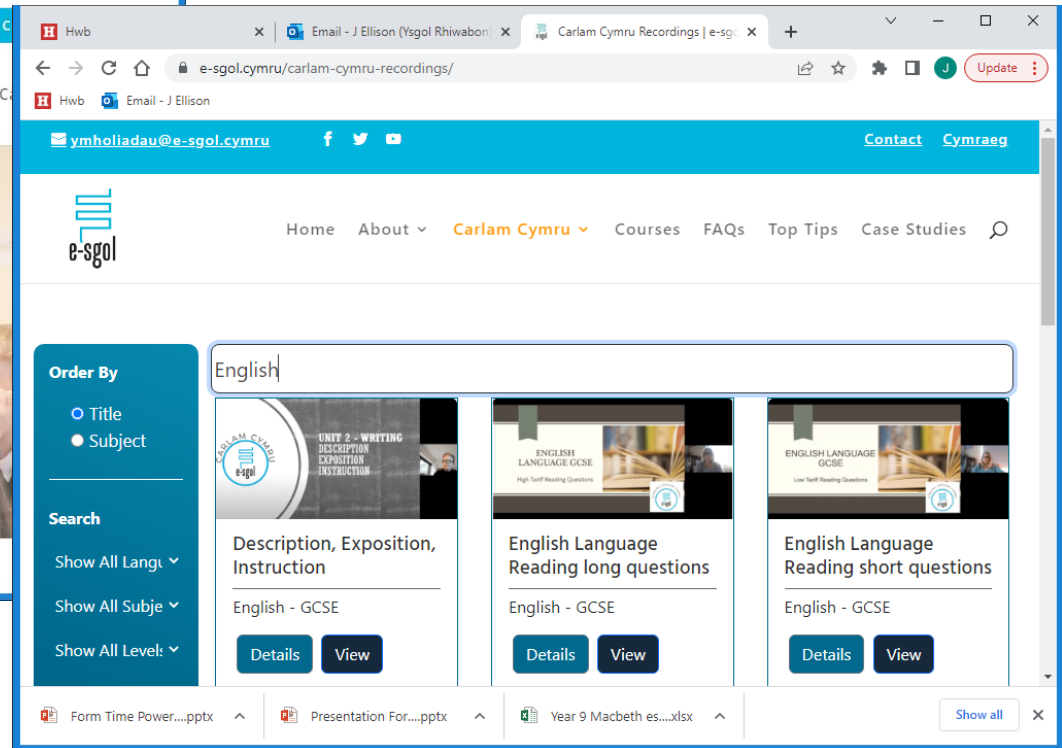 Hwb
Email - J Ellison (Ysgol Rhiwabon)
Carlam Cymru Recordings | e-sgo
e-sgol.cymru/carlam-cymru-recordings/
J
Update
Hwb
Email - J Ellison
ymholiadau@e-sgol.cymru
Contact Cymraeg
e-sgol
Home About Carlam Cymru Courses FAQs Top Tips Case Studies
English
Order By
Title
Subject
Search
Show All Langu
Show All Subje
Show All Levels
CARLAM CYMRU
e-sgol
UNIT 2 - WRITING
DESCRIPTION
EXPOSITION
INSTRUCTION
Description, Exposition,
Instruction
English - GCSE
Details View
ENGLISH
LANGUAGE GCSE
High Tariff Reading Questions
English Language
Reading long questions
English - GCSE
Details View
ENGLISH LANGUAGE
GCSE
Low Tariff Reading Questions
English Language
Reading short questions
English - GCSE
Details View
Form Time Power....pptx
Presentation For....pptx
Year 9 Macbeth es....xlsx
Show all